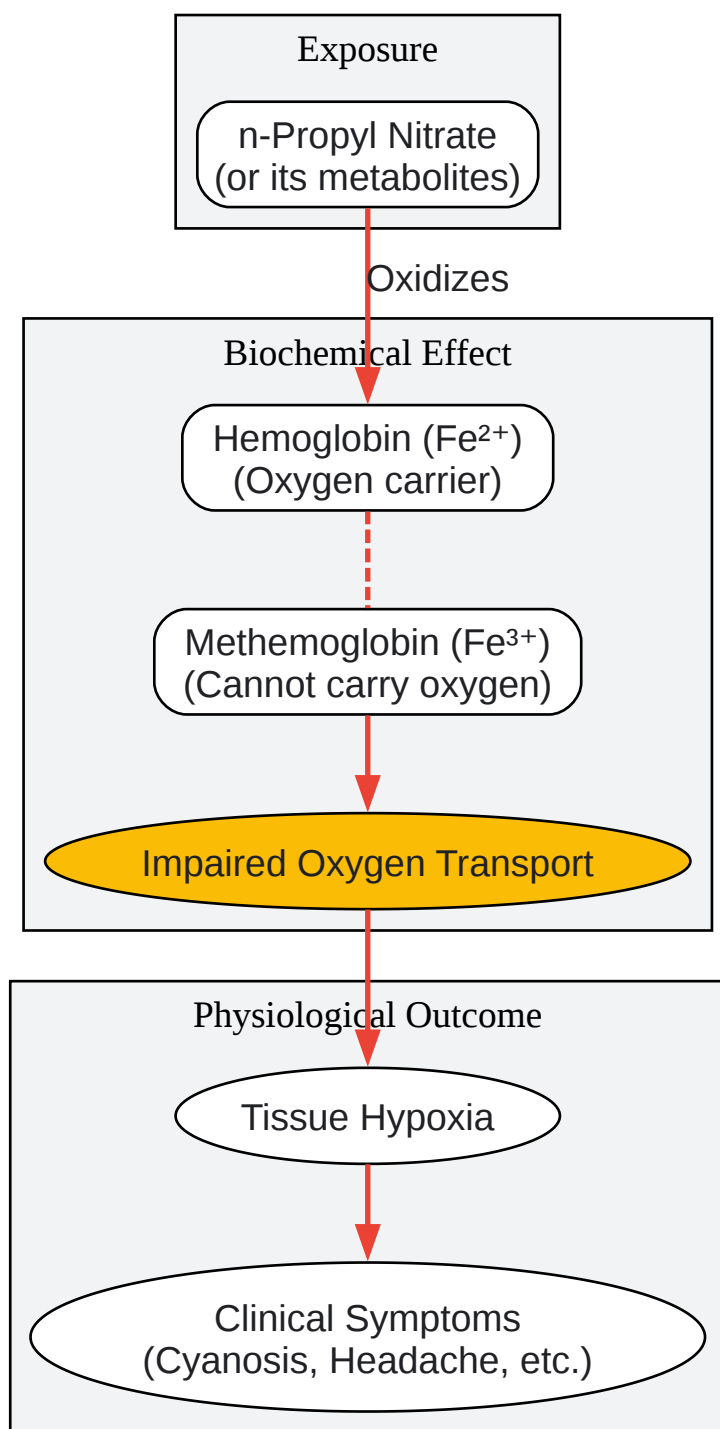 Exposure
n-Propyl Nitrate
(or its metabolites)
Oxidizes
Biochemical Effect
Hemoglobin (Fe²⁺)
(Oxygen carrier)
Methemoglobin (Fe³⁺)
(Cannot carry oxygen)
Impaired Oxygen Transport
Physiological Outcome
Tissue Hypoxia
Clinical Symptoms
(Cyanosis, Headache, etc.)